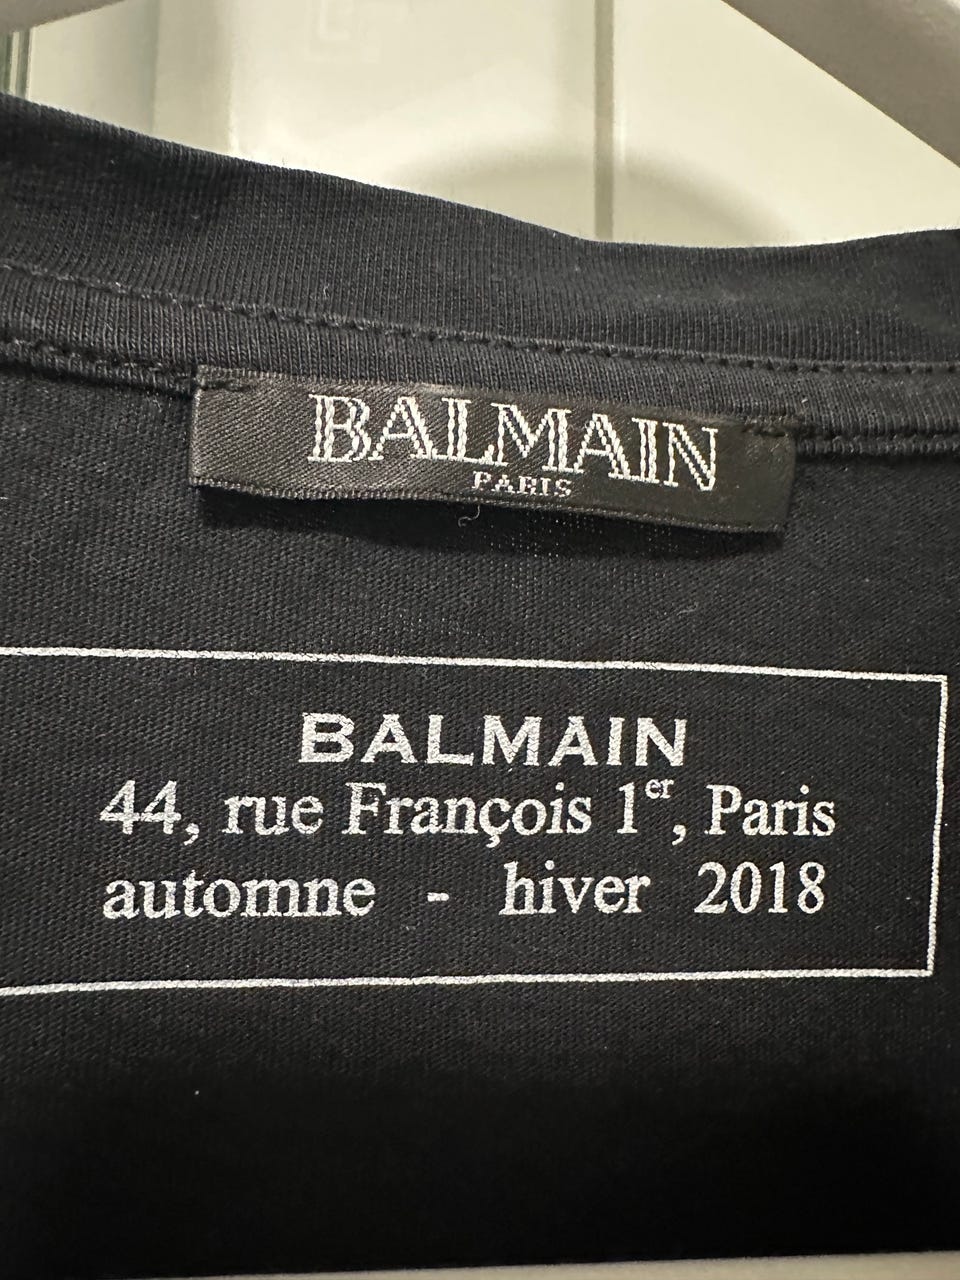 BALMAIN
PARIS
BALMAIN
44, rue François 1er, Paris
automne - hiver 2018